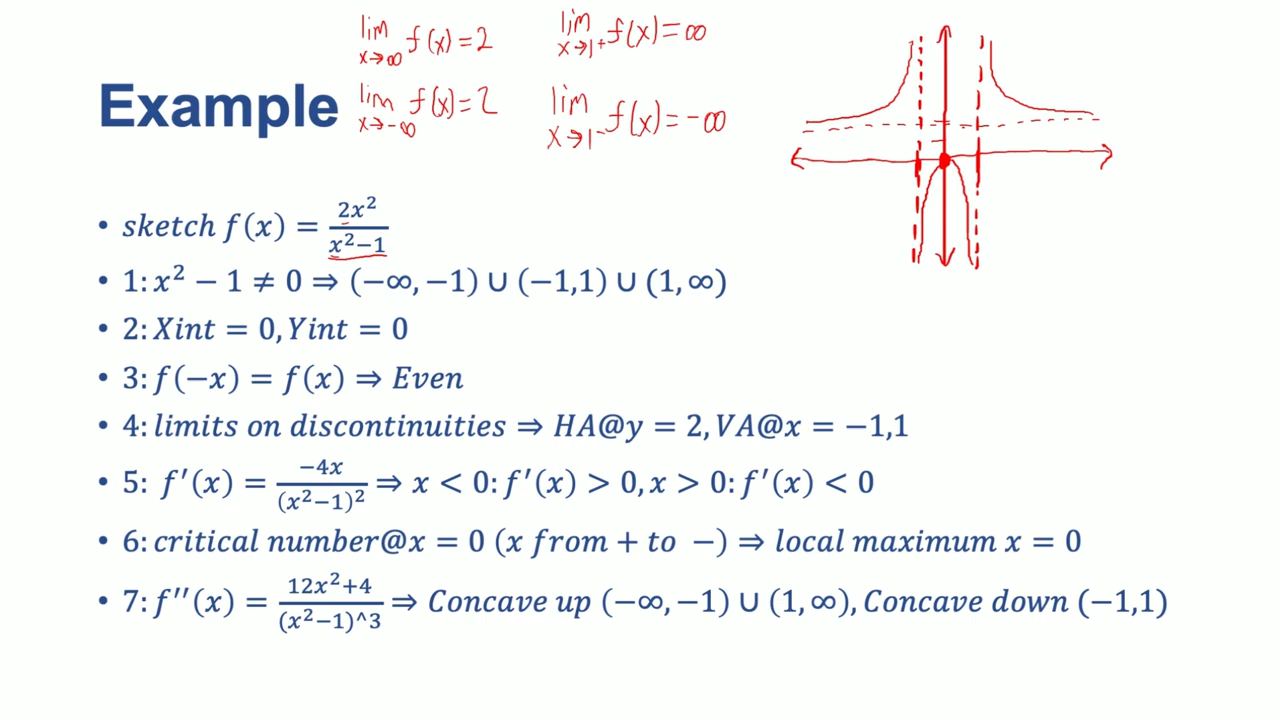 lim x→∞ f(x) = 2
lim x→1⁺ f(x) = ∞
Example
lim x→-∞ f(x) = 2
lim x→1⁻ f(x) = -∞
• sketch f(x) = 2x²/(x²−1)
• 1: x² − 1 ≠ 0 ⇒ (−∞, −1) ∪ (−1,1) ∪ (1, ∞)
• 2: Xint = 0, Yint = 0
• 3: f(−x) = f(x) ⇒ Even
• 4: limits on discontinuities ⇒ HA@y = 2, VA@x = −1,1
• 5: f′(x) = −4x/(x²−1)² ⇒ x < 0: f′(x) > 0, x > 0: f′(x) < 0
• 6: critical number@x = 0 (x from + to −) ⇒ local maximum x = 0
• 7: f″(x) = 12x²+4/(x²−1)^3 ⇒ Concave up (−∞, −1) ∪ (1, ∞), Concave down (−1,1)